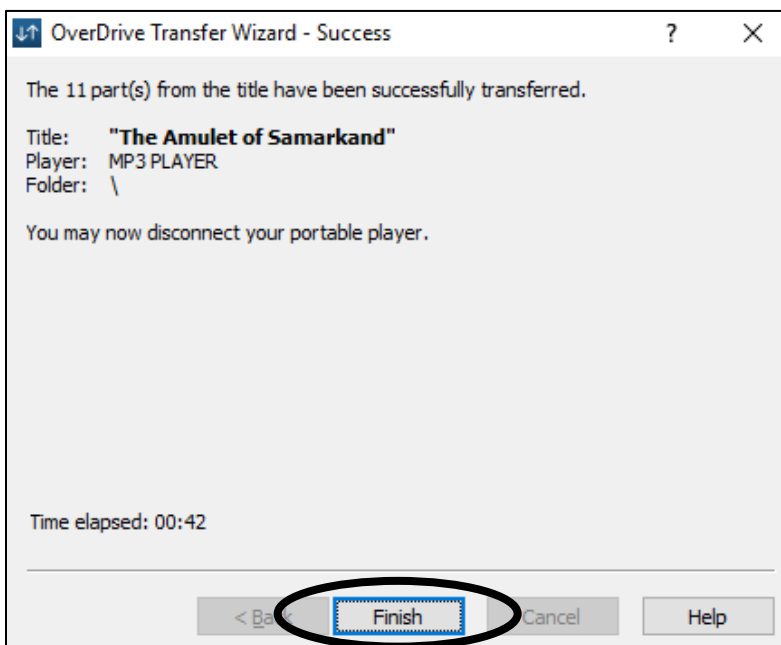 OverDrive Transfer Wizard - Success ?
The 11 part(s) from the title have been successfully transferred.
Title: "The Amulet of Samarkand"
Player: MP3 PLAYER
Folder: \
You may now disconnect your portable player.
Time elapsed: 00:42
Finish Cancel Help